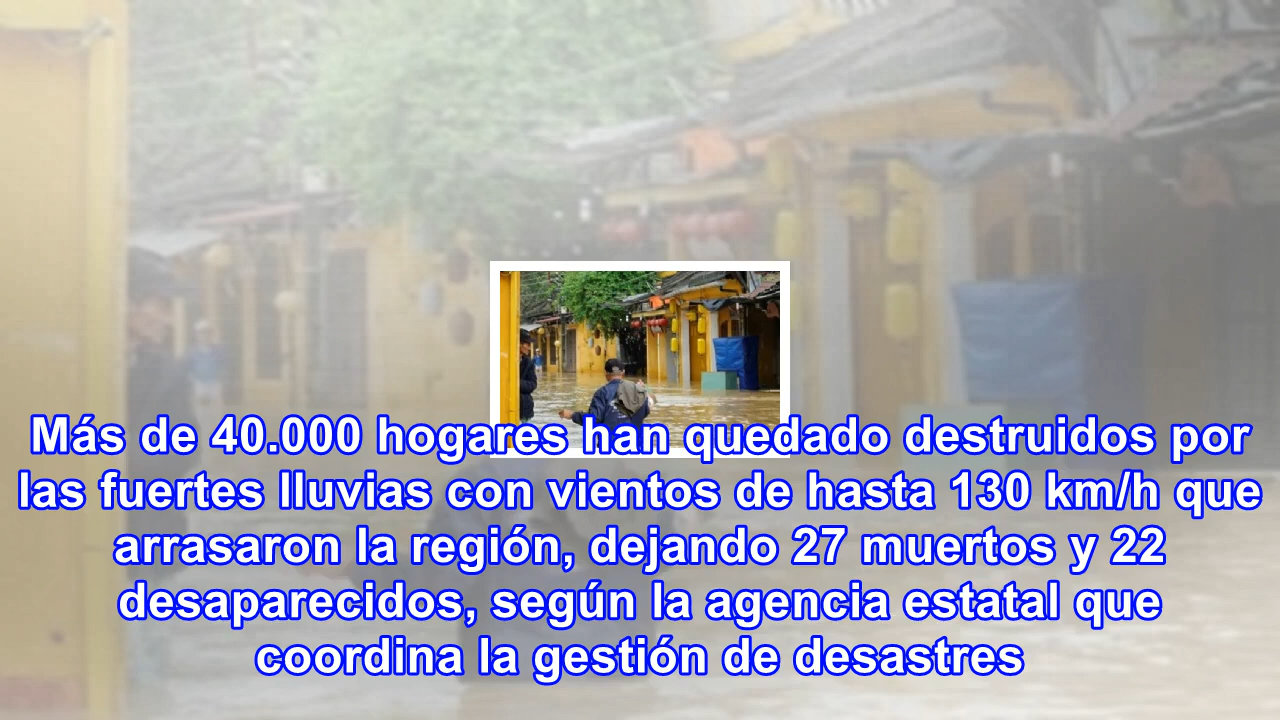 Más de 40.000 hogares han quedado destruidos por
las fuertes lluvias con vientos de hasta 130 km/h que
arrasaron la región, dejando 27 muertos y 22
desaparecidos, según la agencia estatal que
coordina la gestión de desastres